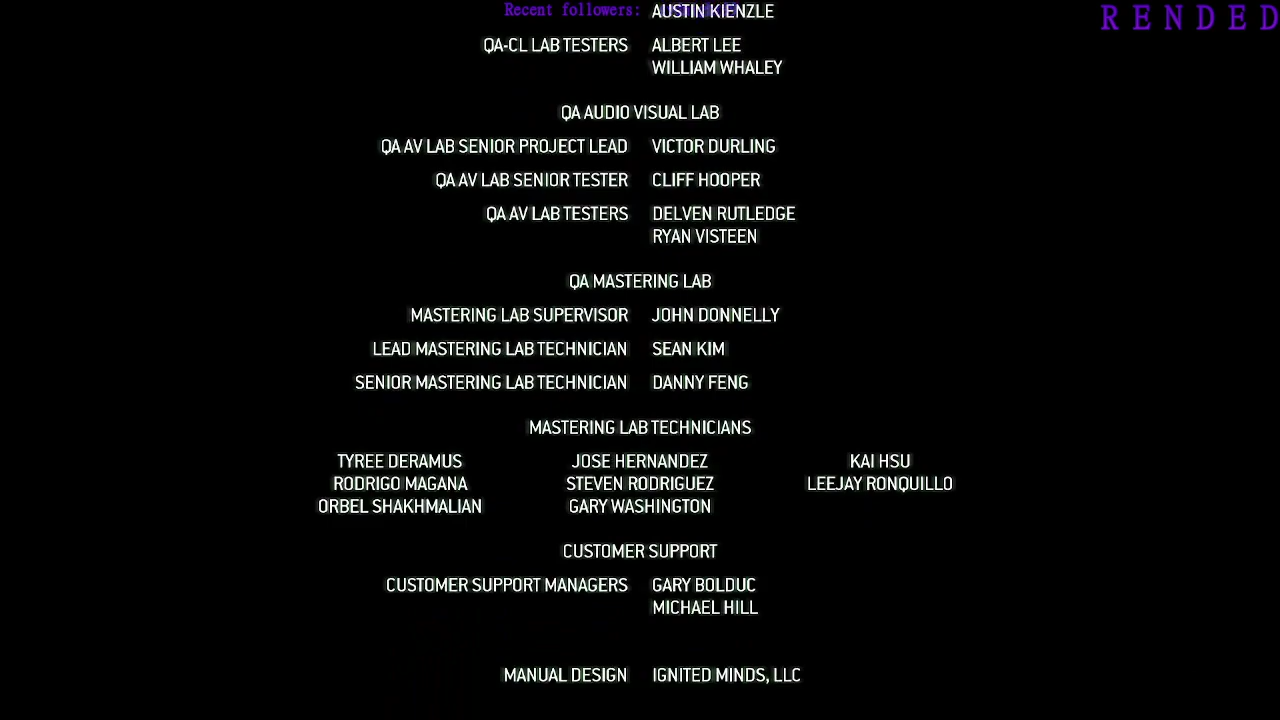 Recent followers: AUSTIN KIENZLE
RENDED
QA-CL LAB TESTERS ALBERT LEE
WILLIAM WHALEY
QA AUDIO VISUAL LAB
QA AV LAB SENIOR PROJECT LEAD VICTOR DURLING
QA AV LAB SENIOR TESTER CLIFF HOOPER
QA AV LAB TESTERS DELVEN RUTLEDGE
RYAN VISTEEN
QA MASTERING LAB
MASTERING LAB SUPERVISOR JOHN DONNELLY
LEAD MASTERING LAB TECHNICIAN SEAN KIM
SENIOR MASTERING LAB TECHNICIAN DANNY FENG
MASTERING LAB TECHNICIANS
TYREE DERAMUS JOSE HERNANDEZ KAI HSU
RODRIGO MAGANA STEVEN RODRIGUEZ LEEJAY RONQUILLO
ORBEL SHAKHMALIAN GARY WASHINGTON
CUSTOMER SUPPORT
CUSTOMER SUPPORT MANAGERS GARY BOLDUC
MICHAEL HILL
MANUAL DESIGN IGNITED MINDS, LLC